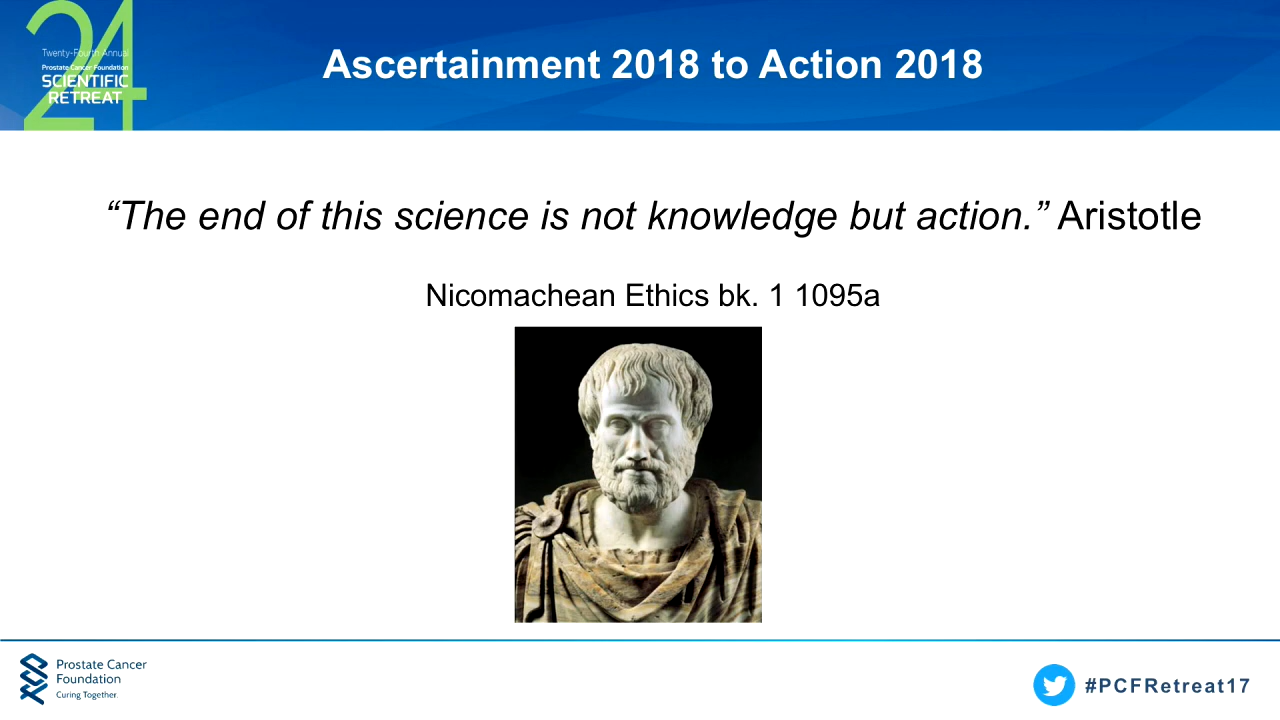 24
Twenty-Fourth Annual
Prostate Cancer Foundation
SCIENTIFIC
RETREAT
Ascertainment 2018 to Action 2018
“The end of this science is not knowledge but action.” Aristotle
Nicomachean Ethics bk. 1 1095a
Prostate Cancer
Foundation
Curing Together.
#PCFRetreat17